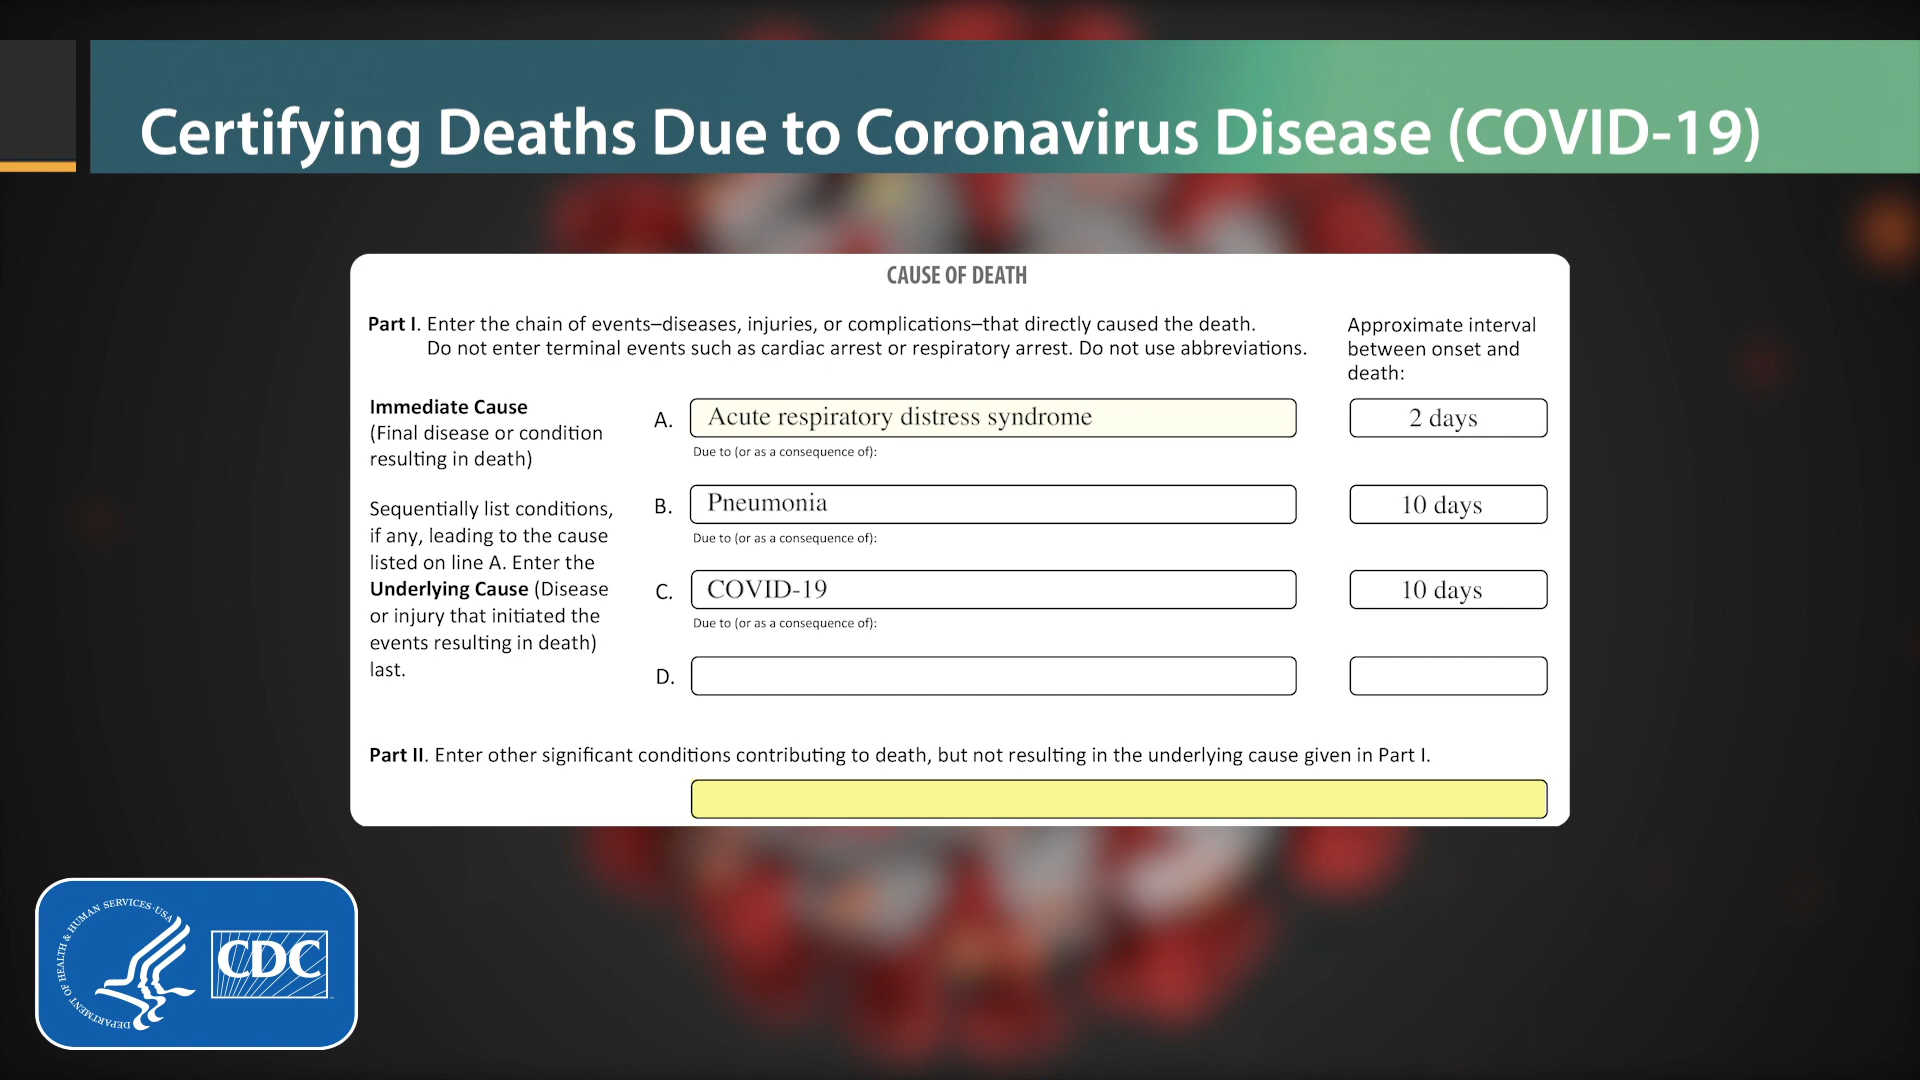 Certifying Deaths Due to Coronavirus Disease (COVID-19)
CAUSE OF DEATH
Part I. Enter the chain of events–diseases, injuries, or complications–that directly caused the death.
Do not enter terminal events such as cardiac arrest or respiratory arrest. Do not use abbreviations.
Approximate interval
between onset and
death:
Immediate Cause
(Final disease or condition
resulting in death)
A. Acute respiratory distress syndrome 2 days
Due to (or as a consequence of):
Sequentially list conditions,
if any, leading to the cause
listed on line A. Enter the
Underlying Cause (Disease
or injury that initiated the
events resulting in death)
last.
B. Pneumonia 10 days
Due to (or as a consequence of):
C. COVID-19 10 days
Due to (or as a consequence of):
D.
Part II. Enter other significant conditions contributing to death, but not resulting in the underlying cause given in Part I.
DEPARTMENT OF HEALTH & HUMAN SERVICES·USA
CDC